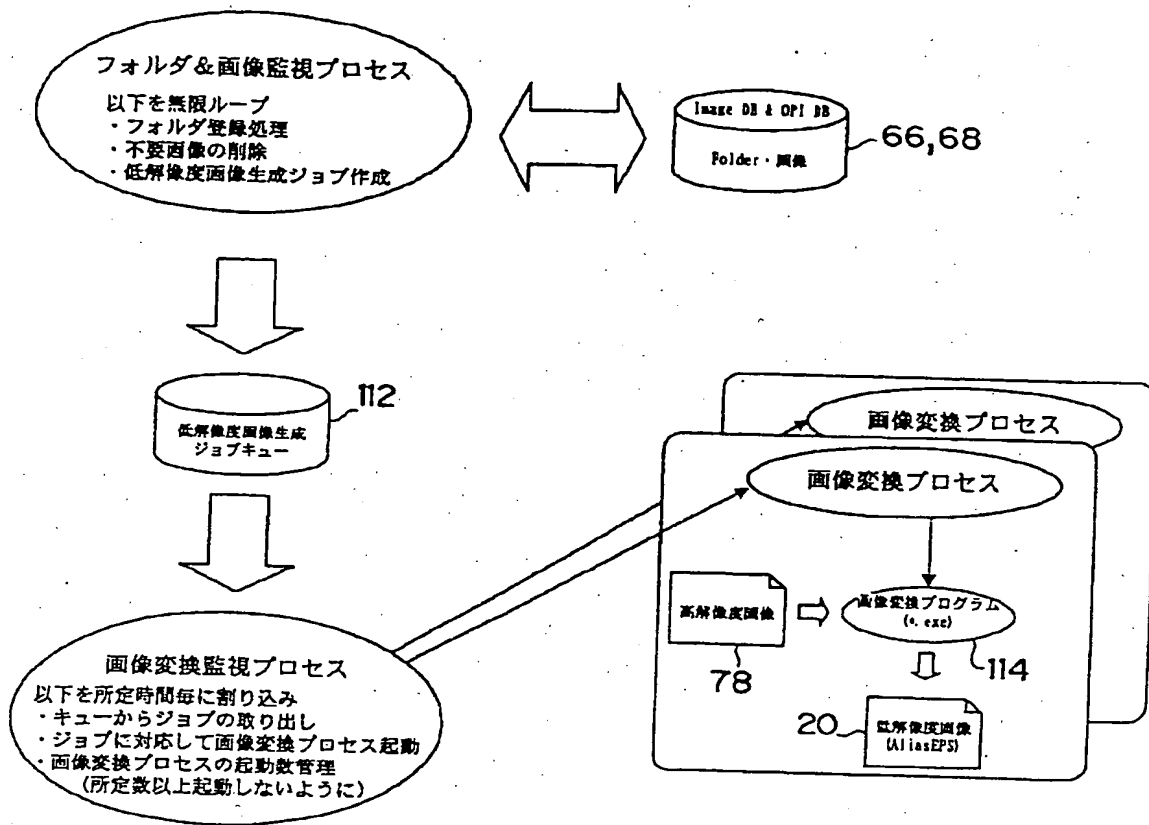 フォルダ&画像監視プロセス
以下を無限ループ
・フォルダ登録処理
・不要画像の削除
・低解像度画像生成ジョブ作成
Image DB & OPI DB
Folder・画像
66,68
112
低解像度画像生成
ジョブキュー
画像変換プロセス
画像変換プロセス
高解像度画像
画像変換プログラム
(*.exe)
78
114
20
低解像度画像
(AliasEPS)
画像変換監視プロセス
以下を所定時間毎に割り込み
・キューからジョブの取り出し
・ジョブに対応して画像変換プロセス起動
・画像変換プロセスの起動数管理
(所定数以上起動しないように)